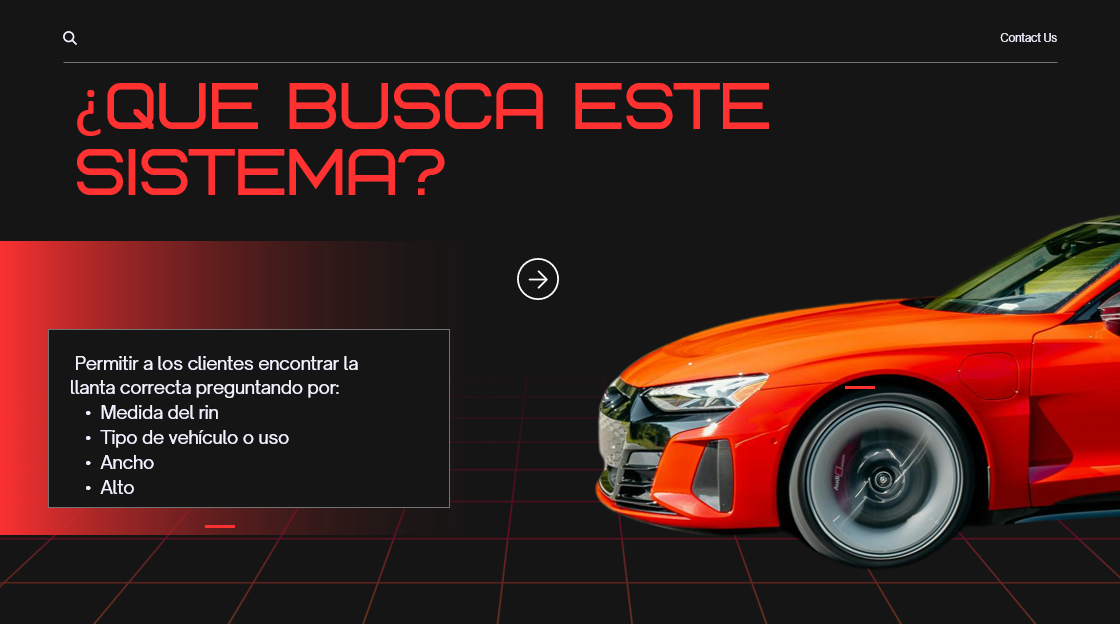 Contact Us
¿QUE BUSCA ESTE
SISTEMA?
Permitir a los clientes encontrar la
llanta correcta preguntando por:
• Medida del rin
• Tipo de vehículo o uso
• Ancho
• Alto
Audi